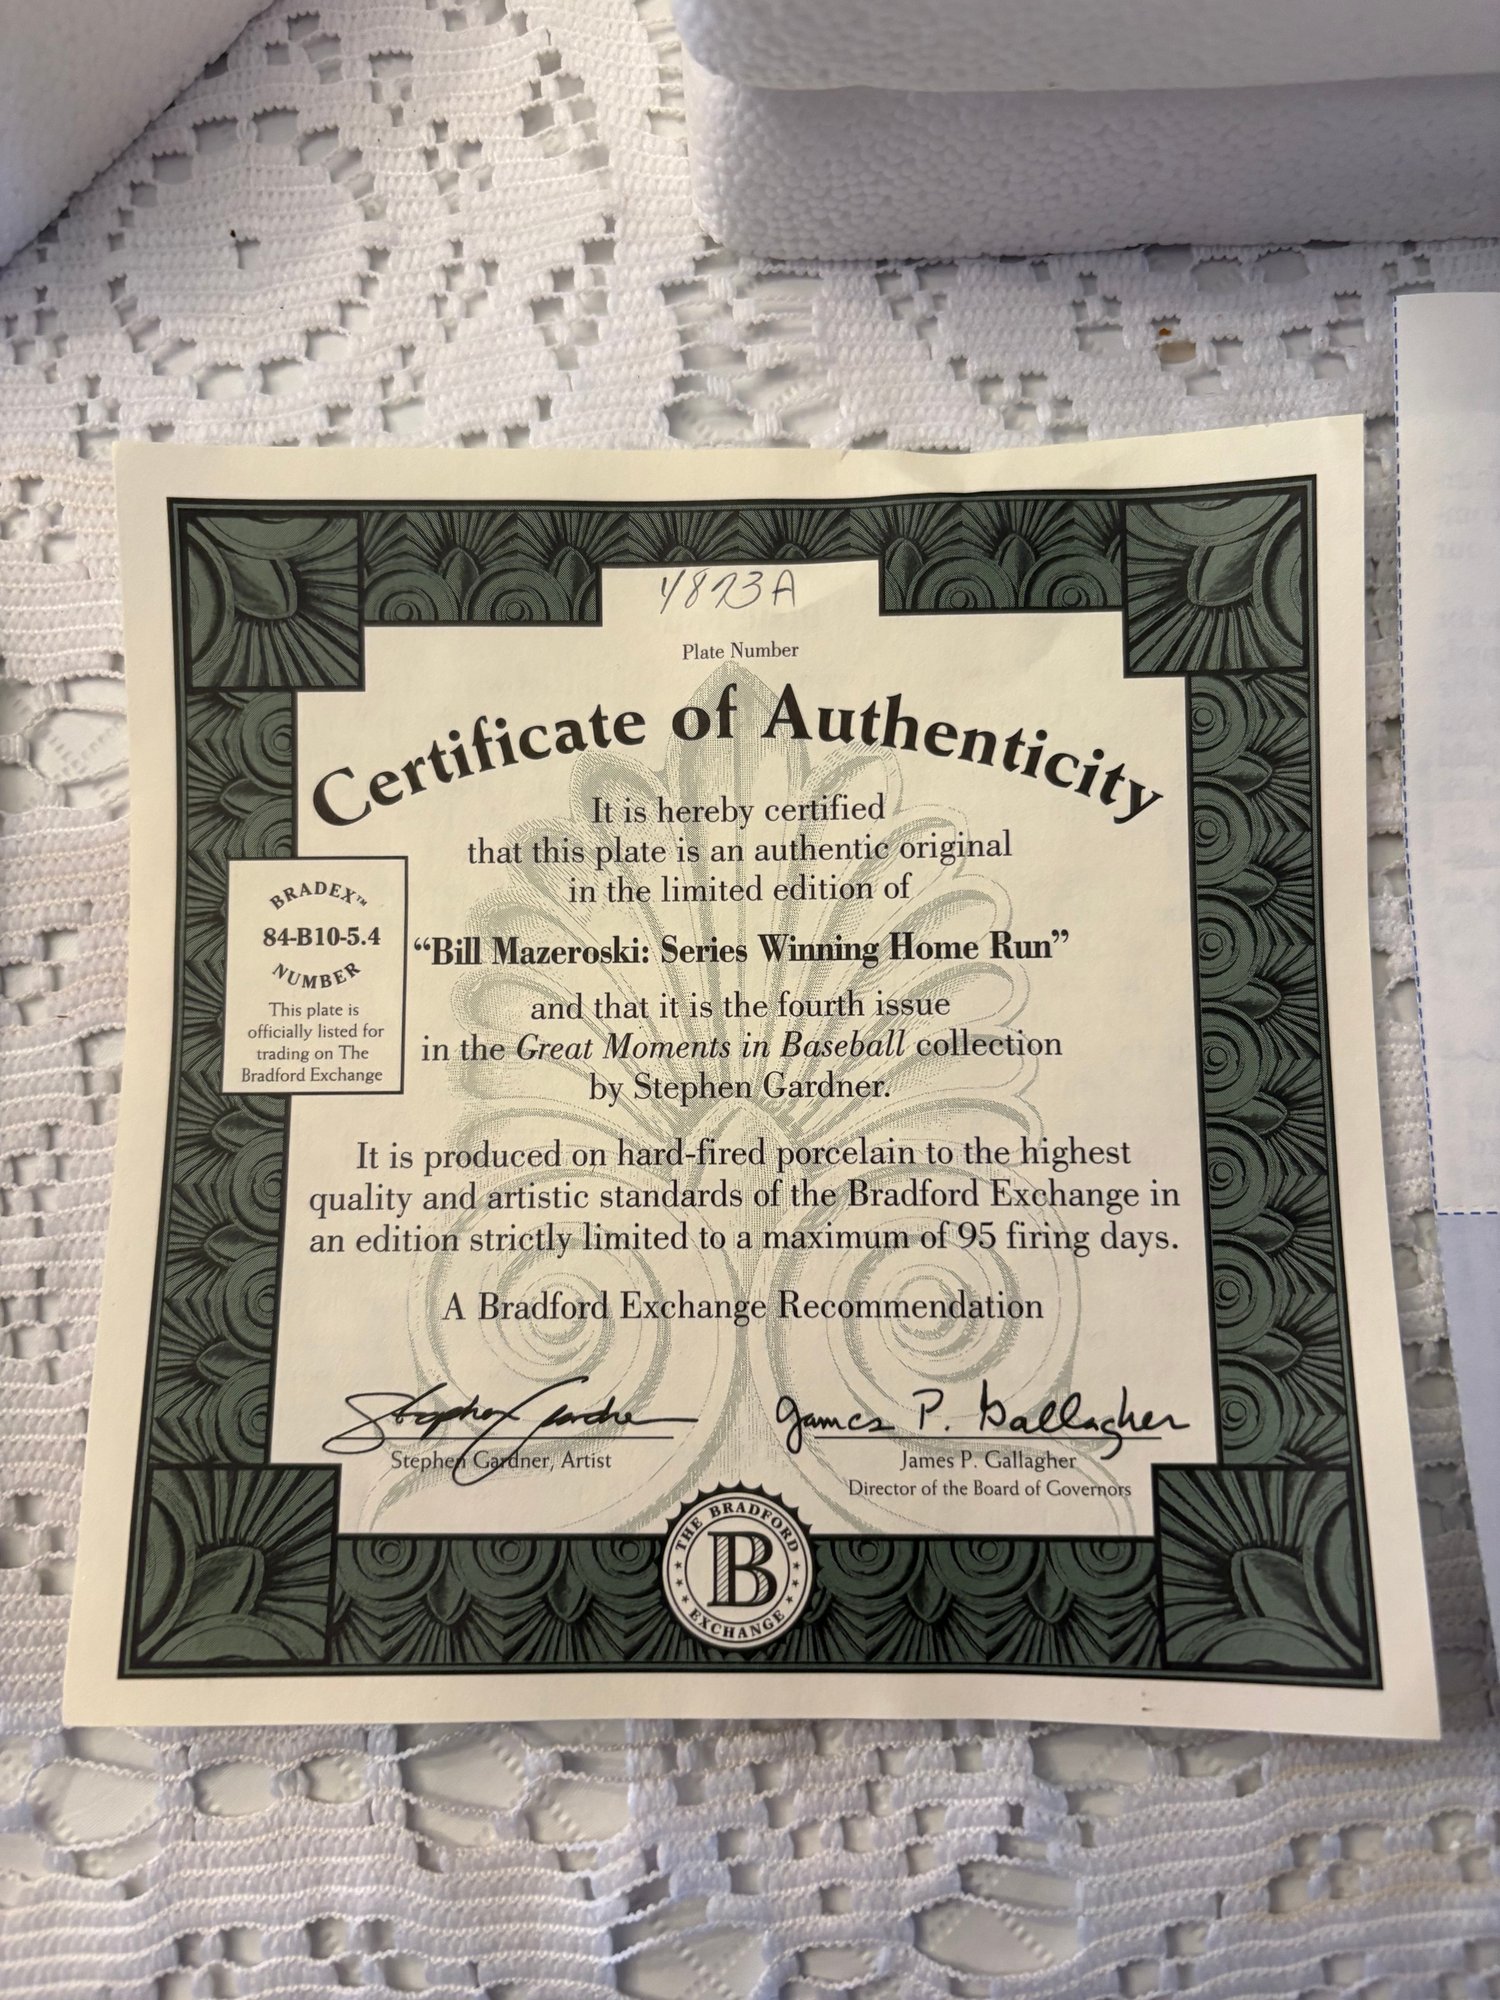 4823A
Plate Number
Certificate of Authenticity
It is hereby certified
that this plate is an authentic original
in the limited edition of
"Bill Mazeroski: Series Winning Home Run"
and that it is the fourth issue
in the Great Moments in Baseball collection
by Stephen Gardner.
BRADEX™
84-B10-5.4
NUMBER
This plate is
officially listed for
trading on The
Bradford Exchange
It is produced on hard-fired porcelain to the highest
quality and artistic standards of the Bradford Exchange in
an edition strictly limited to a maximum of 95 firing days.
A Bradford Exchange Recommendation
Stephen Gardner
Stephen Gardner, Artist
James P. Gallagher
James P. Gallagher
Director of the Board of Governors
THE BRADFORD
B
EXCHANGE